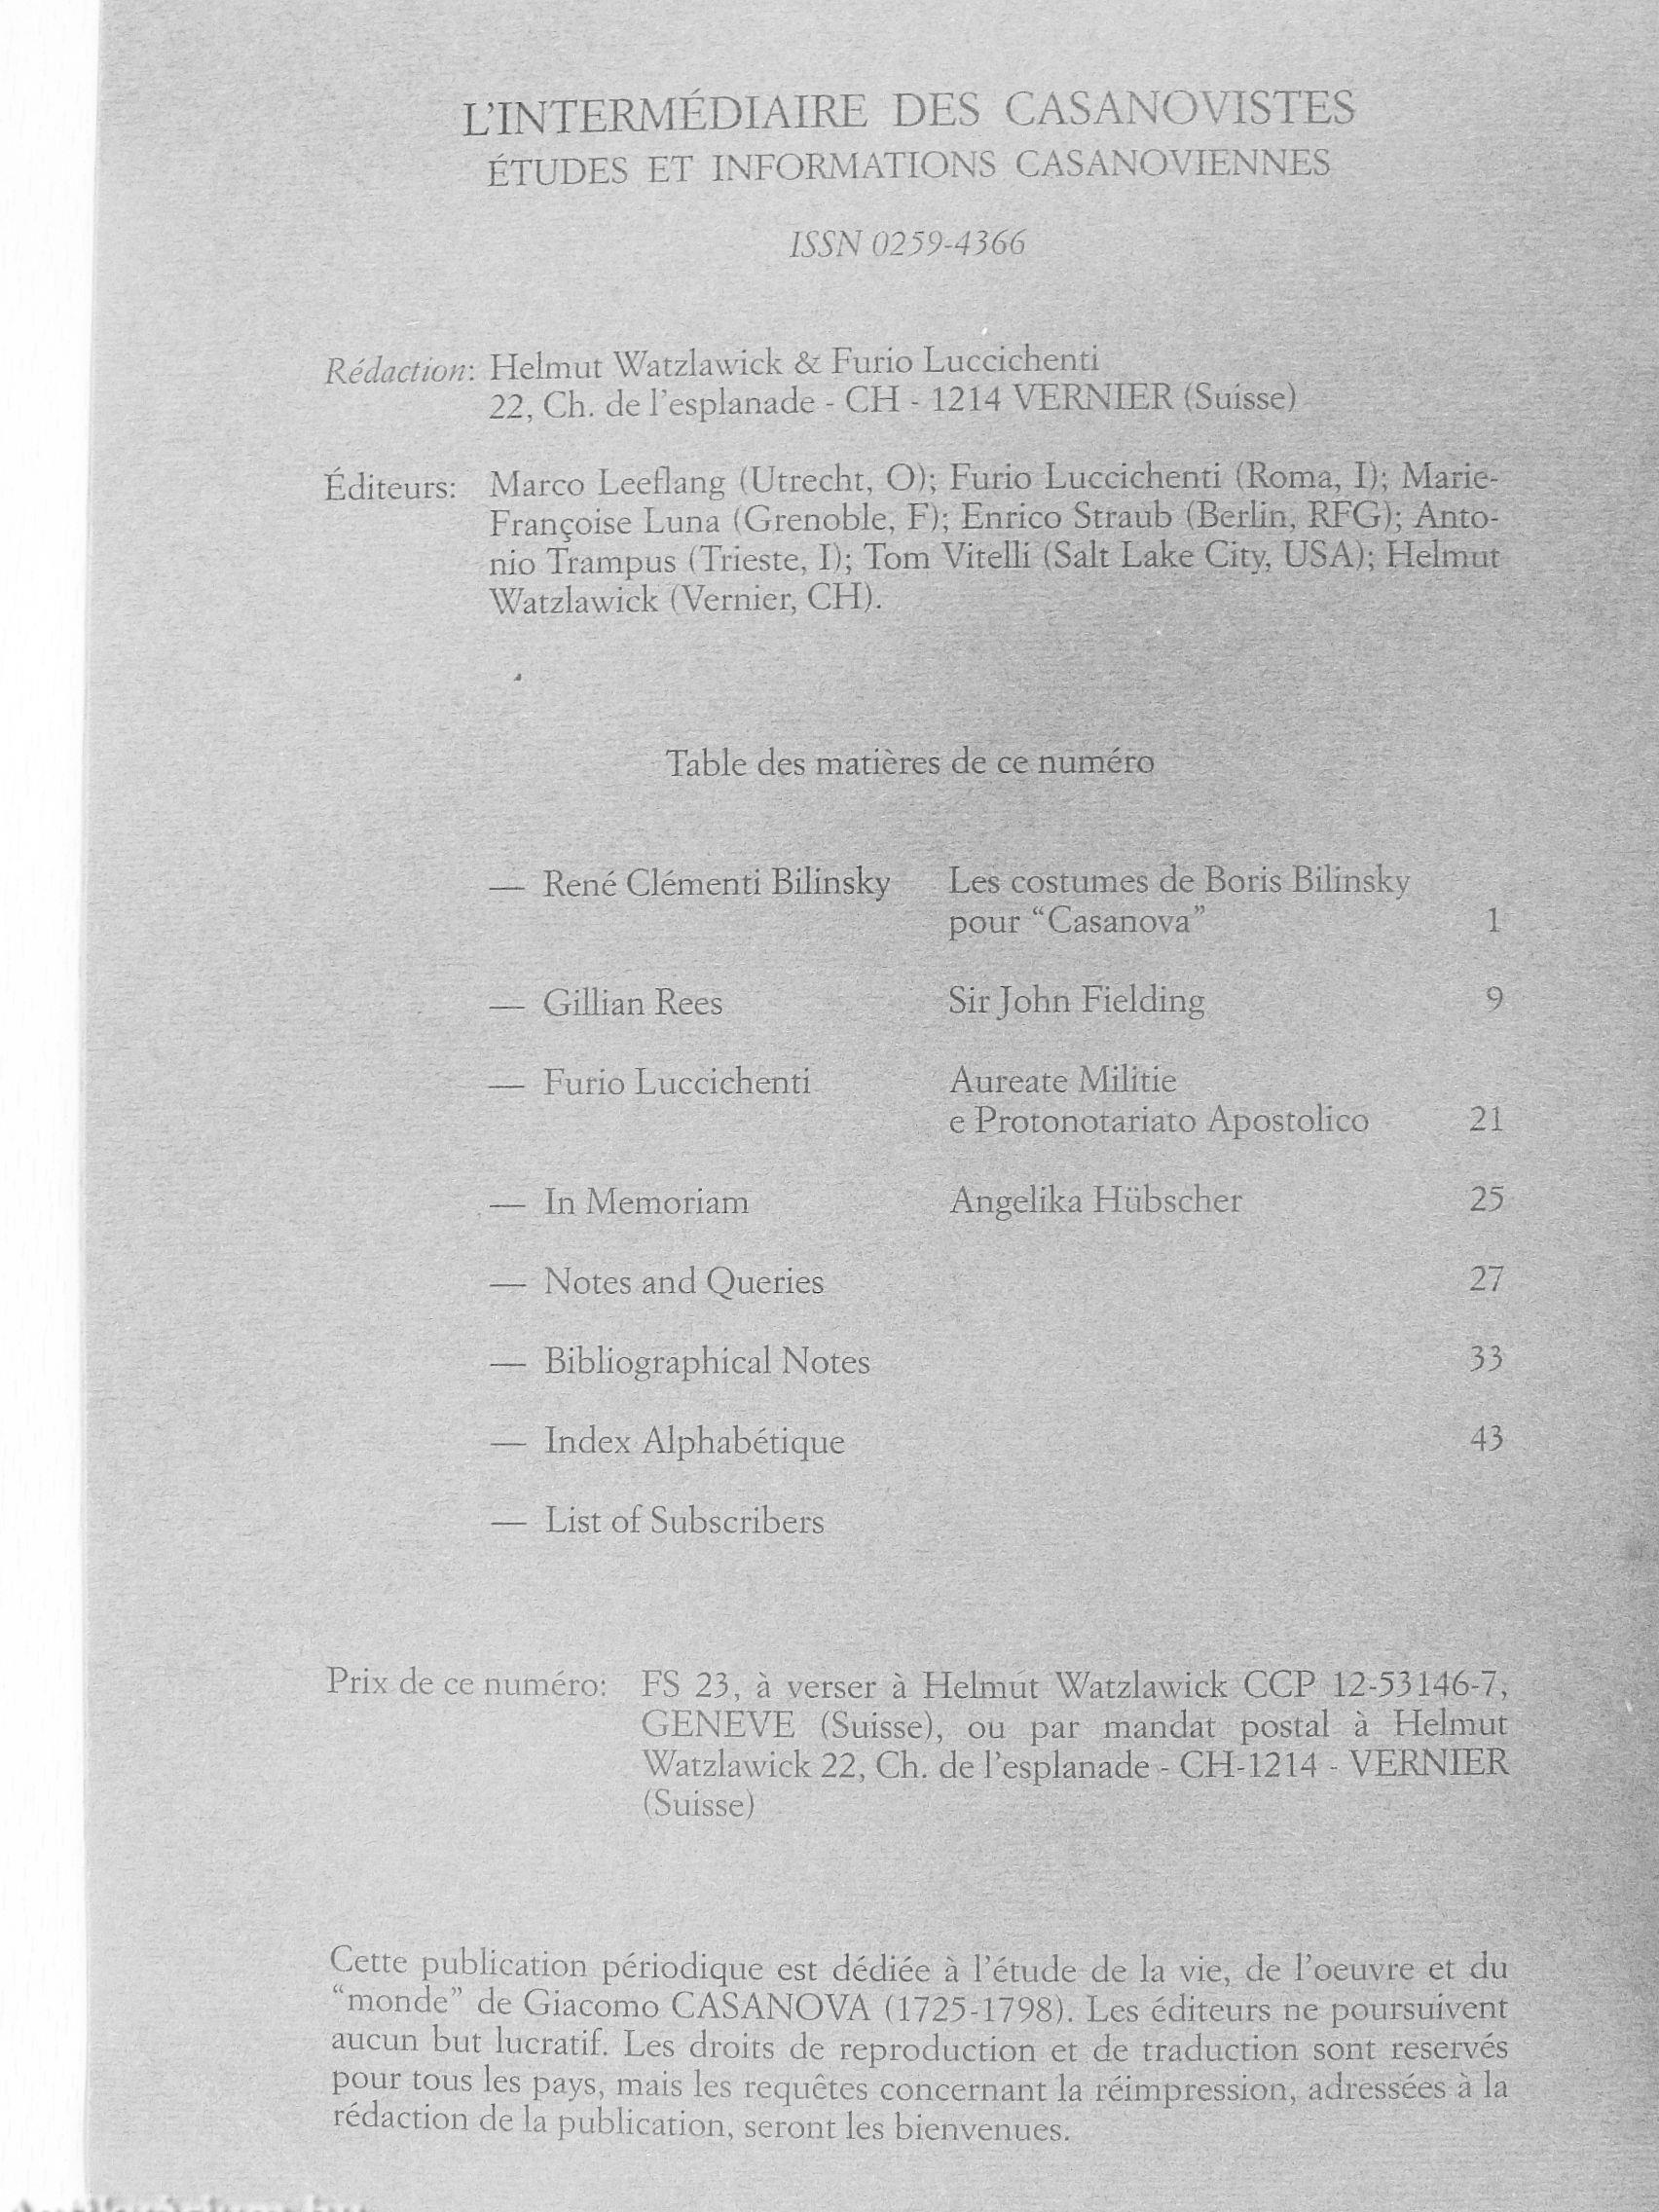 L'INTERMÉDIAIRE DES CASANOVISTES
ÉTUDES ET INFORMATIONS CASANOVIENNES
ISSN 0259-4366
Rédaction: Helmut Watzlawick & Furio Luccichenti
22, Ch. de l'esplanade - CH - 1214 VERNIER (Suisse)
Éditeurs: Marco Leeflang (Utrecht, O); Furio Luccichenti (Roma, I); Marie-
Françoise Luna (Grenoble, F); Enrico Straub (Berlin, RFG); Anto-
nio Trampus (Trieste, I); Tom Vitelli (Salt Lake City, USA); Helmut
Watzlawick (Vernier, CH).
Table des matières de ce numéro
— René Clémenti Bilinsky Les costumes de Boris Bilinsky
pour “Casanova” 1
— Gillian Rees Sir John Fielding 9
— Furio Luccichenti Aureate Militie
e Protonotariato Apostolico 21
— In Memoriam Angelika Hübscher 25
— Notes and Queries 27
— Bibliographical Notes 33
— Index Alphabétique 43
— List of Subscribers
Prix de ce numéro: FS 23, à verser à Helmut Watzlawick CCP 12-53146-7,
GENEVE (Suisse), ou par mandat postal à Helmut
Watzlawick 22, Ch. de l'esplanade - CH-1214 - VERNIER
(Suisse)
Cette publication périodique est dédiée à l'étude de la vie, de l'oeuvre et du
“monde” de Giacomo CASANOVA (1725-1798). Les éditeurs ne poursuivent
aucun but lucratif. Les droits de reproduction et de traduction sont reservés
pour tous les pays, mais les requêtes concernant la réimpression, adressées à la
rédaction de la publication, seront les bienvenues.